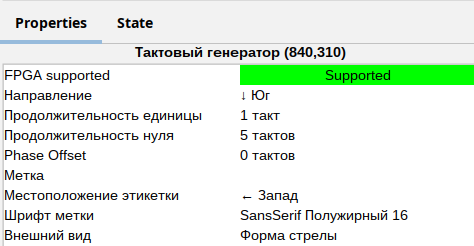 Properties State
Тактовый генератор (840,310)
FPGA supported Supported
Направление ↓ Юг
Продолжительность единицы 1 такт
Продолжительность нуля 5 тактов
Phase Offset 0 тактов
Метка
Местоположение этикетки ← Запад
Шрифт метки SansSerif Полужирный 16
Внешний вид Форма стрелы